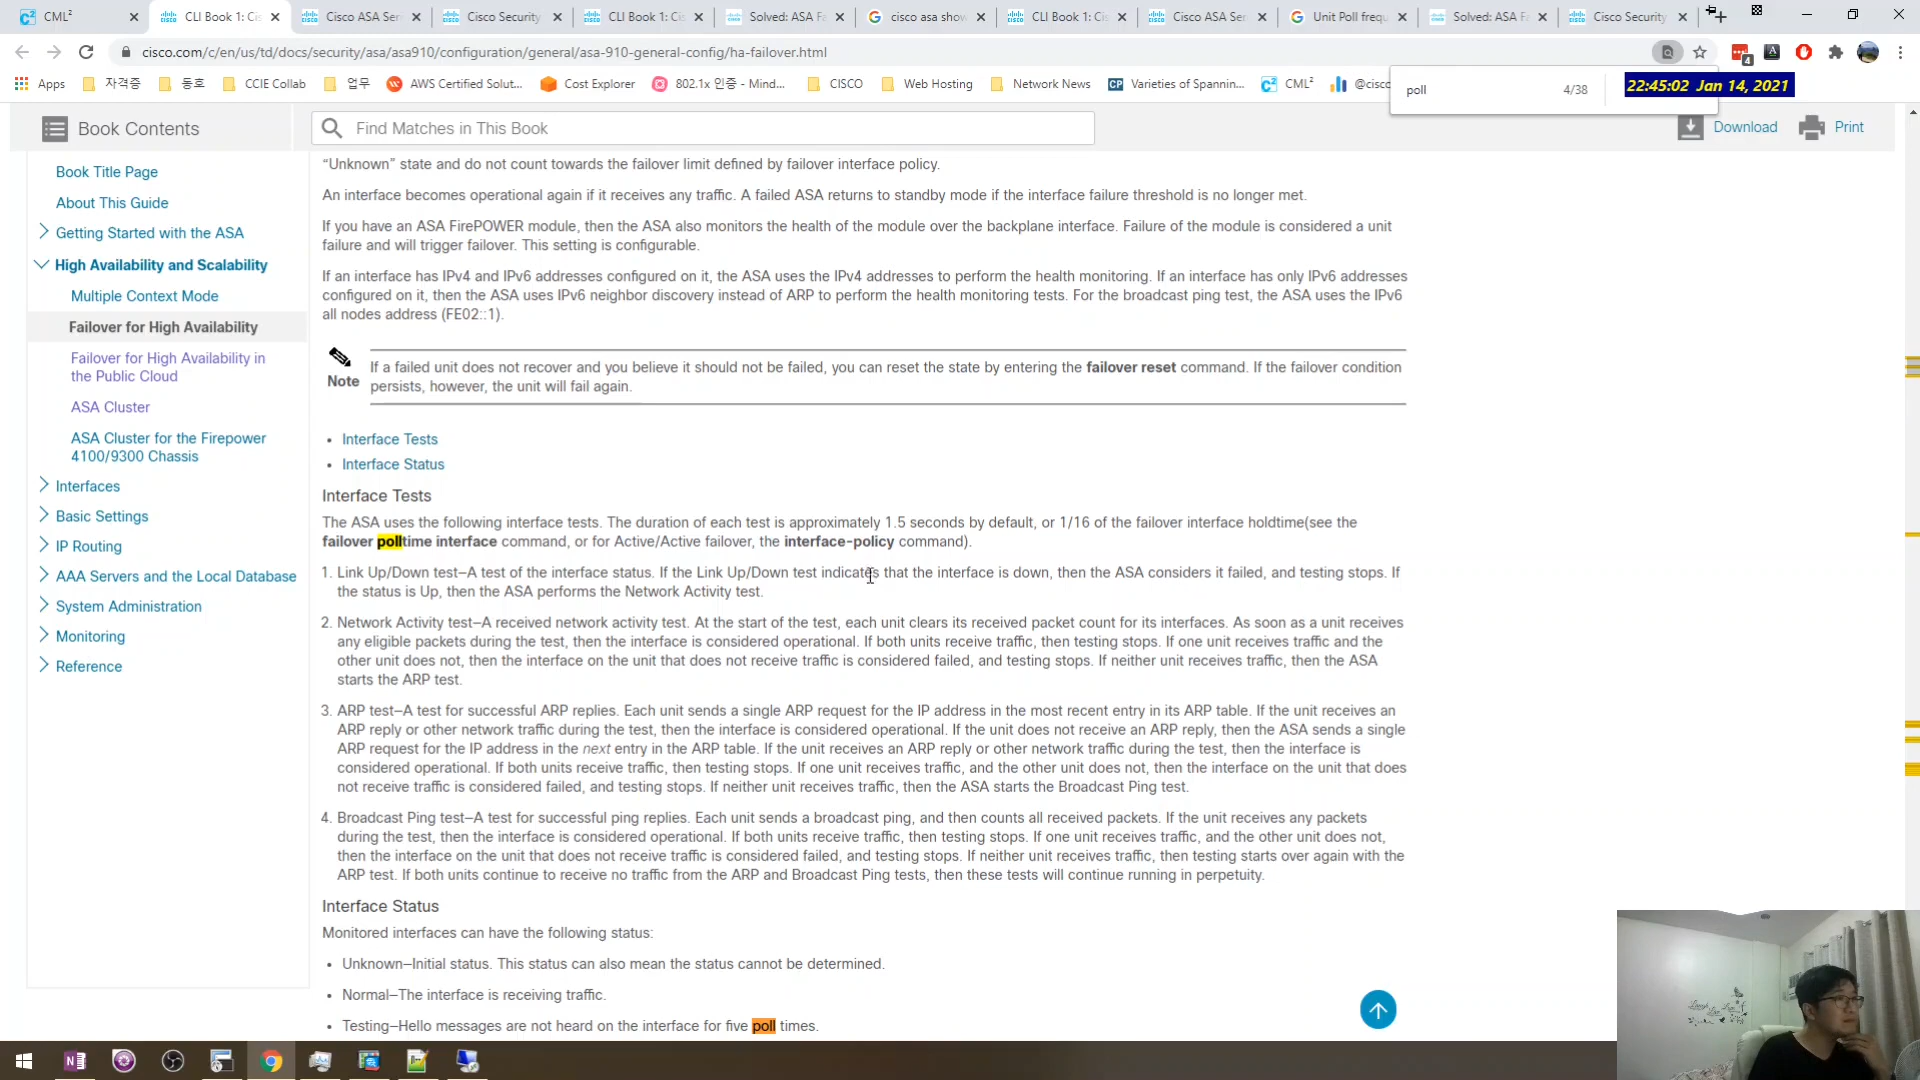 CML²
CLI Book 1: Cis
Cisco ASA Seri
Cisco Security
CLI Book 1: Cis
Solved: ASA Fa
cisco asa show
CLI Book 1: Cis
Cisco ASA Seri
Unit Poll frequ
Solved: ASA Fa
Cisco Security
cisco.com/c/en/us/td/docs/security/asa/asa910/configuration/general/asa-910-general-config/ha-failover.html
4
Apps
자격증
동호
CCIE Collab
업무
AWS Certified Solut...
Cost Explorer
802.1x 인증 - Mind...
CISCO
Web Hosting
Network News
CP
Varieties of Spannin...
CML²
@cisco
poll
4/38
22:45:02 Jan 14, 2021
Book Contents
Find Matches in This Book
Download
Print
Book Title Page
About This Guide
Getting Started with the ASA
High Availability and Scalability
Multiple Context Mode
Failover for High Availability
Failover for High Availability in
the Public Cloud
ASA Cluster
ASA Cluster for the Firepower
4100/9300 Chassis
Interfaces
Basic Settings
IP Routing
AAA Servers and the Local Database
System Administration
Monitoring
Reference
“Unknown” state and do not count towards the failover limit defined by failover interface policy.
An interface becomes operational again if it receives any traffic. A failed ASA returns to standby mode if the interface failure threshold is no longer met.
If you have an ASA FirePOWER module, then the ASA also monitors the health of the module over the backplane interface. Failure of the module is considered a unit
failure and will trigger failover. This setting is configurable.
If an interface has IPv4 and IPv6 addresses configured on it, the ASA uses the IPv4 addresses to perform the health monitoring. If an interface has only IPv6 addresses
configured on it, then the ASA uses IPv6 neighbor discovery instead of ARP to perform the health monitoring tests. For the broadcast ping test, the ASA uses the IPv6
all nodes address (FE02::1).
Note
If a failed unit does not recover and you believe it should not be failed, you can reset the state by entering the failover reset command. If the failover condition
persists, however, the unit will fail again.
• Interface Tests
• Interface Status
Interface Tests
The ASA uses the following interface tests. The duration of each test is approximately 1.5 seconds by default, or 1/16 of the failover interface holdtime(see the
failover polltime interface command, or for Active/Active failover, the interface-policy command).
1. Link Up/Down test—A test of the interface status. If the Link Up/Down test indicates that the interface is down, then the ASA considers it failed, and testing stops. If
the status is Up, then the ASA performs the Network Activity test.
2. Network Activity test—A received network activity test. At the start of the test, each unit clears its received packet count for its interfaces. As soon as a unit receives
any eligible packets during the test, then the interface is considered operational. If both units receive traffic, then testing stops. If one unit receives traffic and the
other unit does not, then the interface on the unit that does not receive traffic is considered failed, and testing stops. If neither unit receives traffic, then the ASA
starts the ARP test.
3. ARP test—A test for successful ARP replies. Each unit sends a single ARP request for the IP address in the most recent entry in its ARP table. If the unit receives an
ARP reply or other network traffic during the test, then the interface is considered operational. If the unit does not receive an ARP reply, then the ASA sends a single
ARP request for the IP address in the next entry in the ARP table. If the unit receives an ARP reply or other network traffic during the test, then the interface is
considered operational. If both units receive traffic, then testing stops. If one unit receives traffic, and the other unit does not, then the interface on the unit that does
not receive traffic is considered failed, and testing stops. If neither unit receives traffic, then the ASA starts the Broadcast Ping test.
4. Broadcast Ping test—A test for successful ping replies. Each unit sends a broadcast ping, and then counts all received packets. If the unit receives any packets
during the test, then the interface is considered operational. If both units receive traffic, then testing stops. If one unit receives traffic, and the other unit does not,
then the interface on the unit that does not receive traffic is considered failed, and testing stops. If neither unit receives traffic, then testing starts over again with the
ARP test. If both units continue to receive no traffic from the ARP and Broadcast Ping tests, then these tests will continue running in perpetuity.
Interface Status
Monitored interfaces can have the following status:
• Unknown—Initial status. This status can also mean the status cannot be determined.
• Normal—The interface is receiving traffic.
• Testing—Hello messages are not heard on the interface for five poll times.